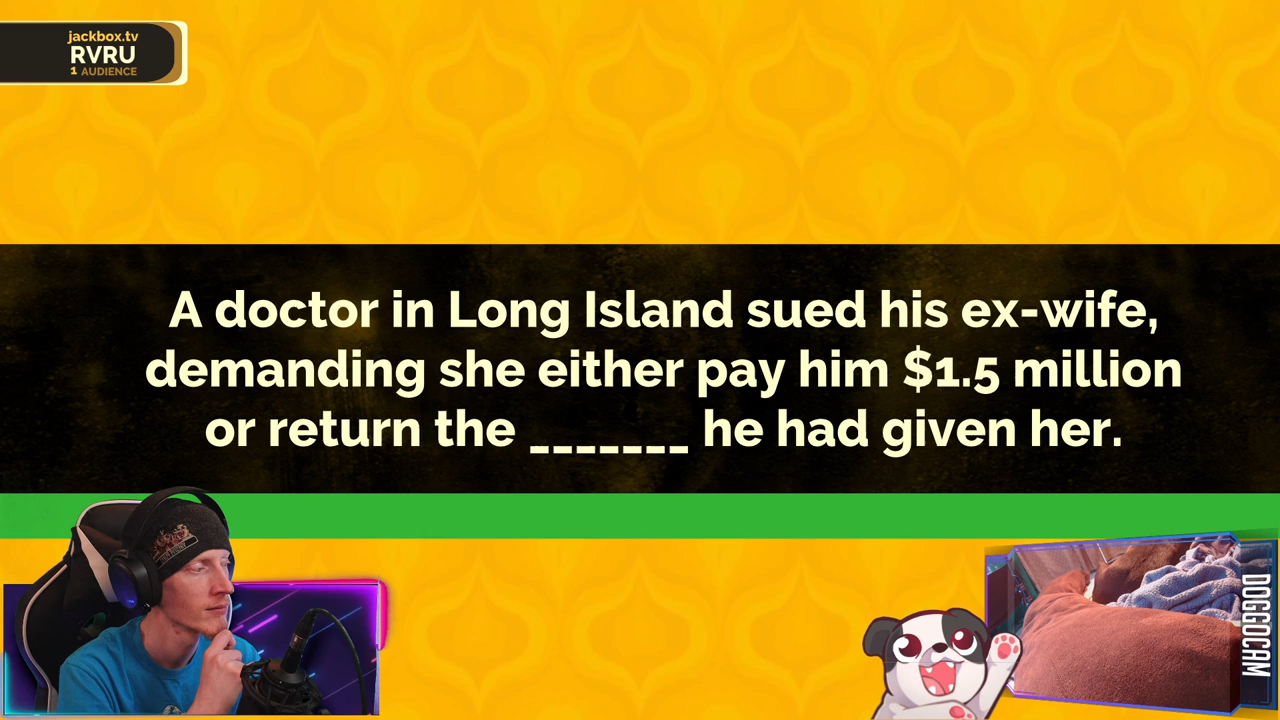 jackbox.tv
RVRU
1 AUDIENCE
A doctor in Long Island sued his ex-wife,
demanding she either pay him $1.5 million
or return the _______ he had given her.
DOGGOCAM